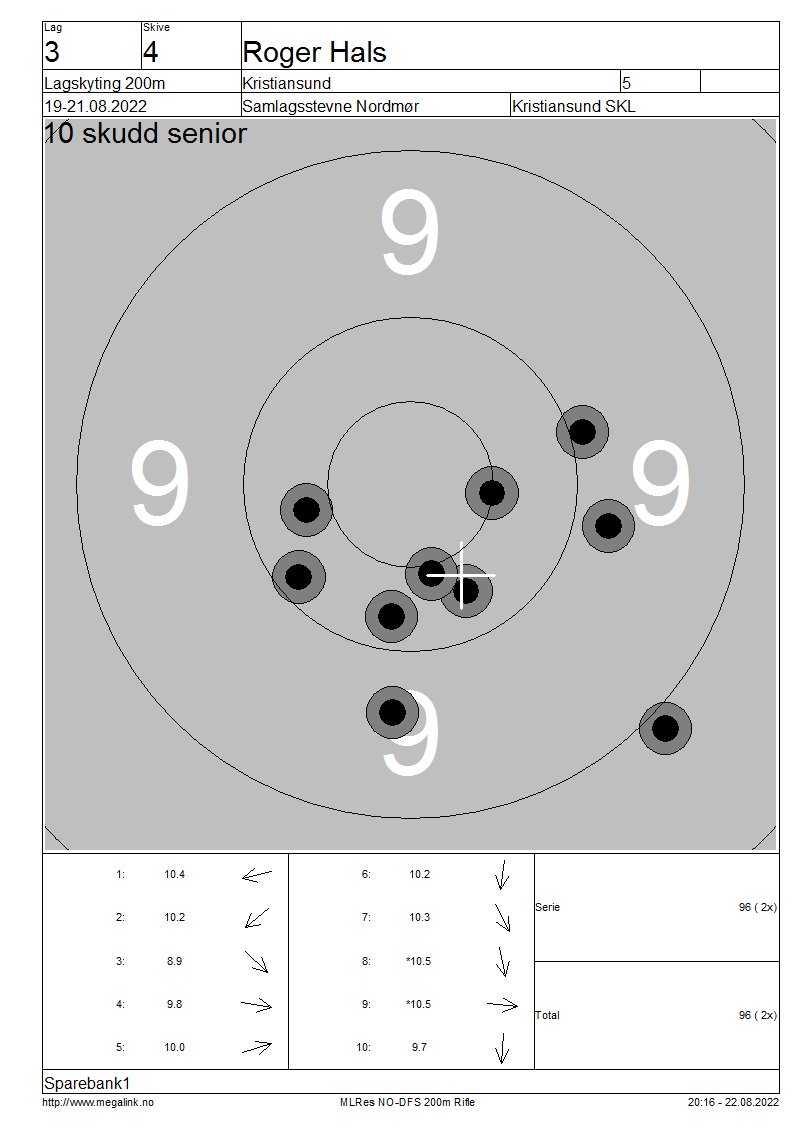 Lag Skive
3 4 Roger Hals
Lagskyting 200m Kristiansund 5
19-21.08.2022 Samlagsstevne Nordmør Kristiansund SKL
10 skudd senior
9
9 9
9
1: 10.4 6: 10.2
2: 10.2 7: 10.3
Serie 96 ( 2x)
3: 8.9 8: *10.5
4: 9.8 9: *10.5
Total 96 ( 2x)
5: 10.0 10: 9.7
Sparebank1
http://www.megalink.no MLRes NO-DFS 200m Rifle 20:16 - 22.08.2022